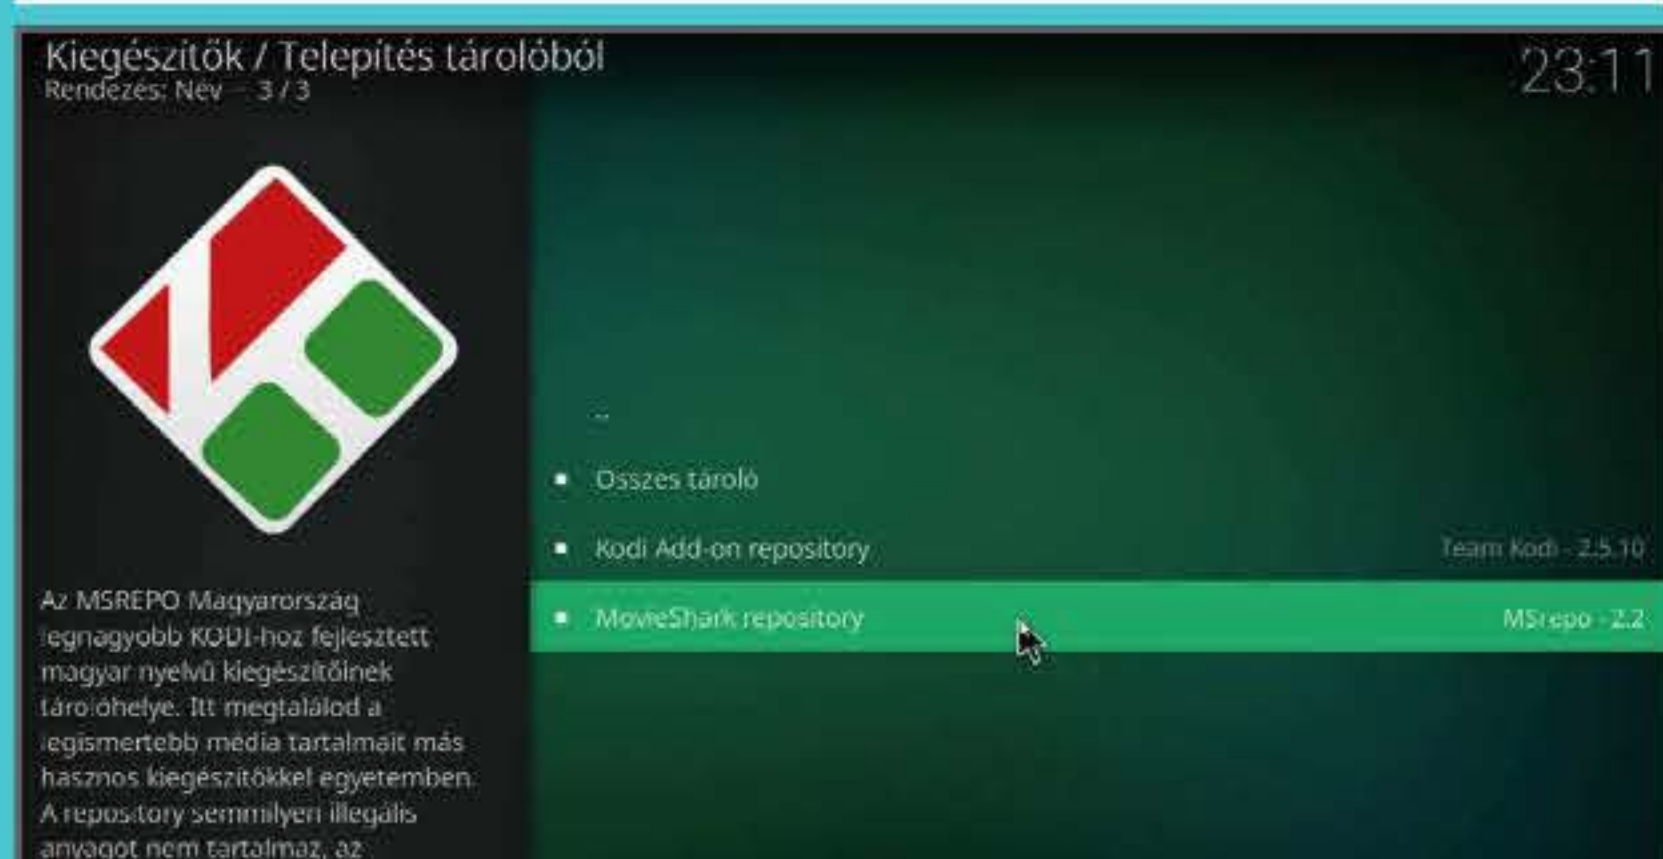 Kiegészítők / Telepítés tárolóból
Rendezés: Név - 3 / 3
23:11
..
Összes tároló
Kodi Add-on repository
Team Kodi - 2.5.10
MovieShark repository
MSrepo - 2.2
Az MSREPO Magyarország
legnagyobb KODI-hoz fejlesztett
magyar nyelvű kiegészítőinek
tárolóhelye. Itt megtalálod a
legismertebb média tartalmait más
hasznos kiegészítőkkel egyetemben.
A repository semmilyen illegális
anyagot nem tartalmaz, az